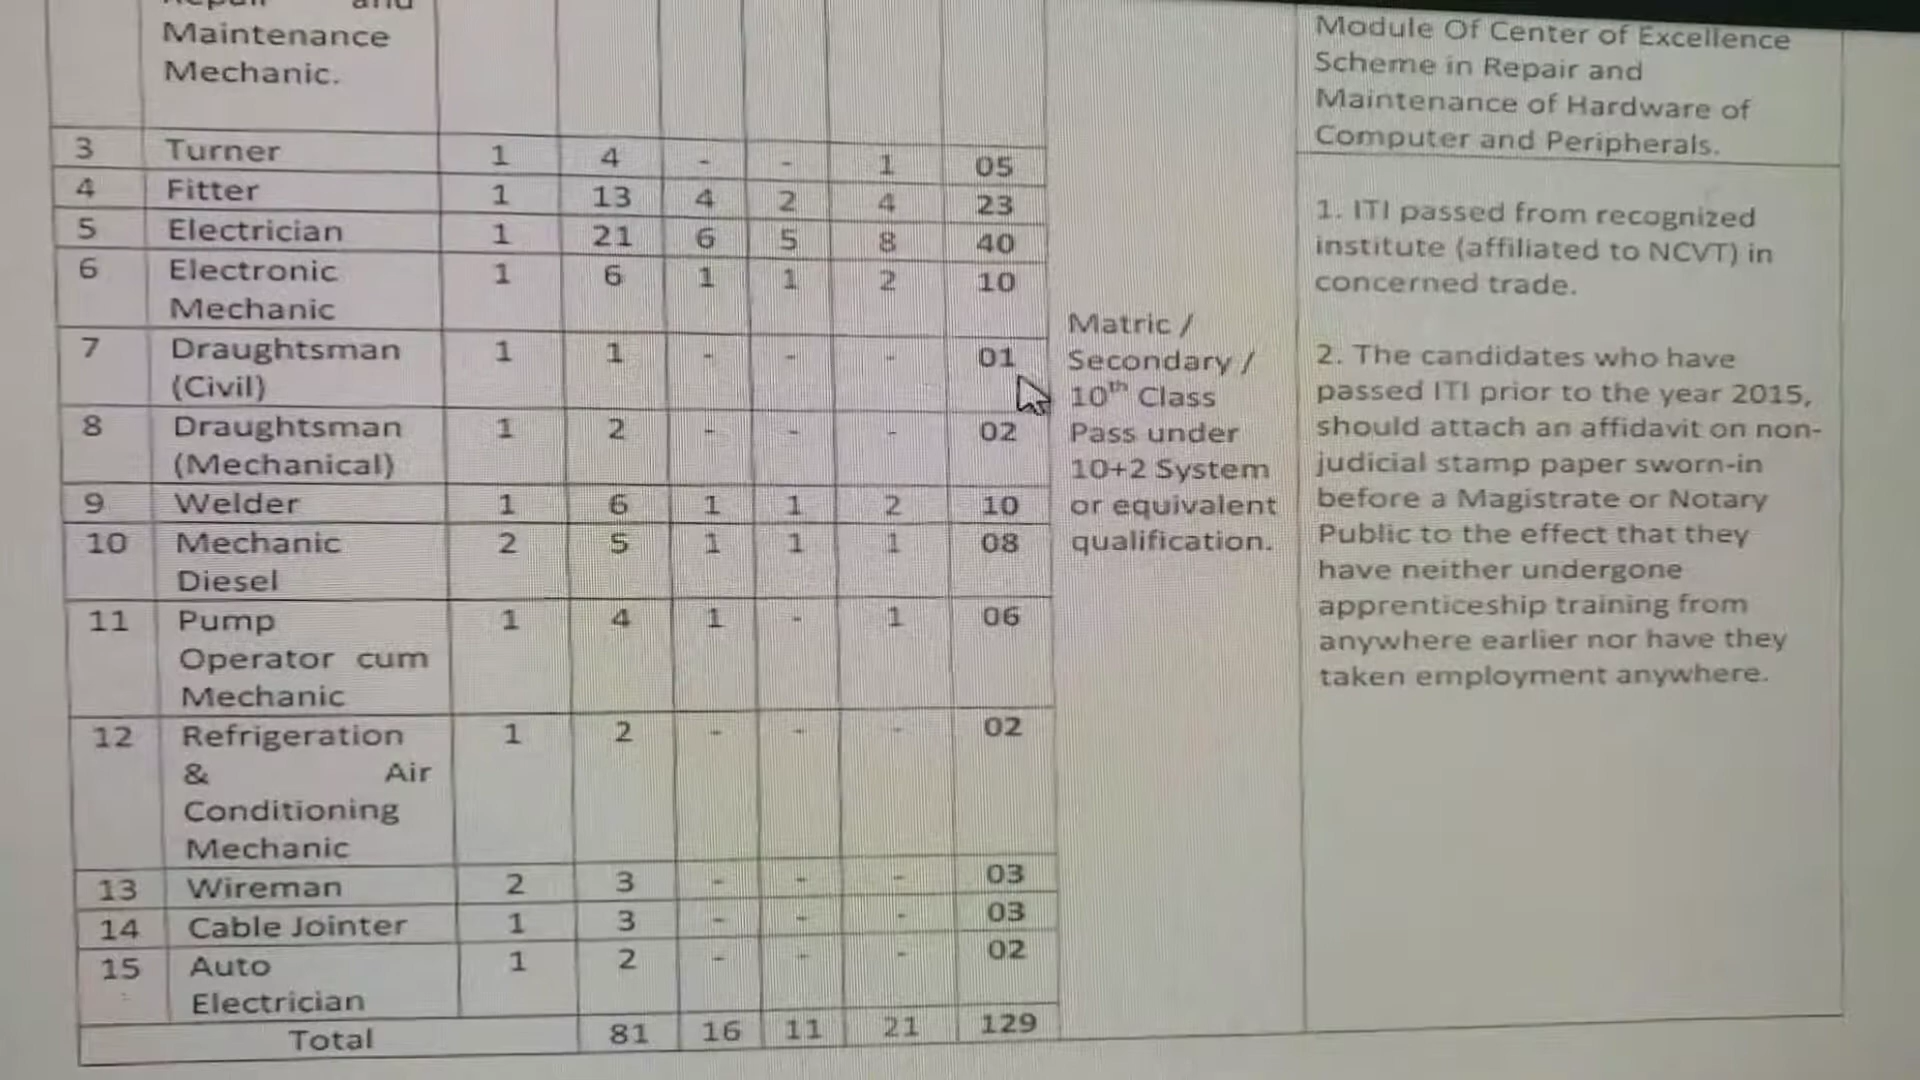 Repair and
Maintenance
Mechanic.
Module Of Center of Excellence
Scheme in Repair and
Maintenance of Hardware of
Computer and Peripherals.
3 Turner 1 4 - - 1 05
4 Fitter 1 13 4 2 4 23
5 Electrician 1 21 6 5 8 40
6 Electronic 1 6 1 1 2 10
Mechanic
7 Draughtsman 1 1 - - - 01
(Civil)
8 Draughtsman 1 2 - - - 02
(Mechanical)
9 Welder 1 6 1 1 2 10
10 Mechanic 2 5 1 1 1 08
Diesel
11 Pump 1 4 1 - 1 06
Operator cum
Mechanic
12 Refrigeration 1 2 - - - 02
& Air
Conditioning
Mechanic
13 Wireman 2 3 - - - 03
14 Cable Jointer 1 3 - - - 03
15 Auto 1 2 - - - 02
Electrician
Total 81 16 11 21 129
Matric /
Secondary /
10th Class
Pass under
10+2 System
or equivalent
qualification.
1. ITI passed from recognized
institute (affiliated to NCVT) in
concerned trade.
2. The candidates who have
passed ITI prior to the year 2015,
should attach an affidavit on non-
judicial stamp paper sworn-in
before a Magistrate or Notary
Public to the effect that they
have neither undergone
apprenticeship training from
anywhere earlier nor have they
taken employment anywhere.